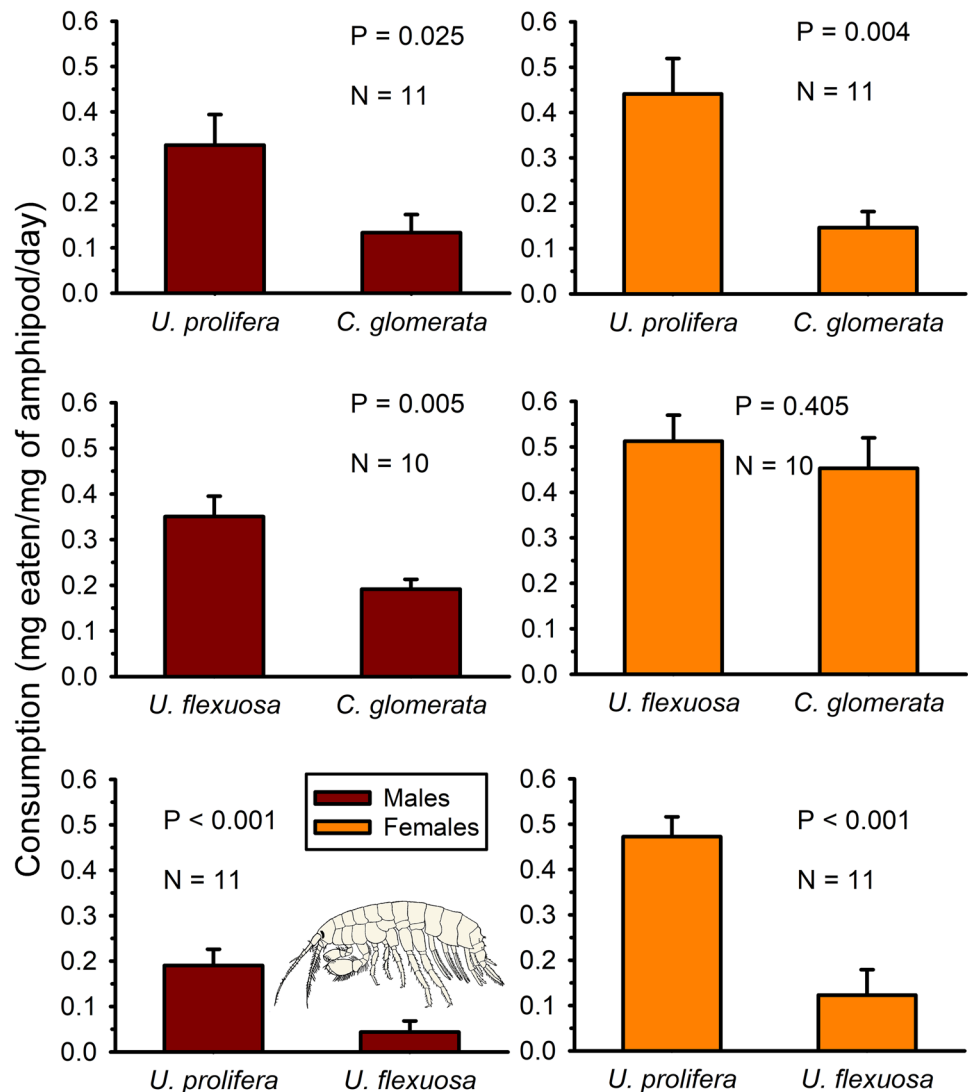 Consumption (mg eaten/mg of amphipod/day)
0.6
0.5
0.4
0.3
0.2
0.1
0.0
P = 0.025
N = 11
U. prolifera C. glomerata
0.6
0.5
0.4
0.3
0.2
0.1
0.0
P = 0.004
N = 11
U. prolifera C. glomerata
0.6
0.5
0.4
0.3
0.2
0.1
0.0
P = 0.005
N = 10
U. flexuosa C. glomerata
0.6
0.5
0.4
0.3
0.2
0.1
0.0
P = 0.405
N = 10
U. flexuosa C. glomerata
0.6
0.5
0.4
0.3
0.2
0.1
0.0
P < 0.001
N = 11
Males
Females
U. prolifera U. flexuosa
0.6
0.5
0.4
0.3
0.2
0.1
0.0
P < 0.001
N = 11
U. prolifera U. flexuosa